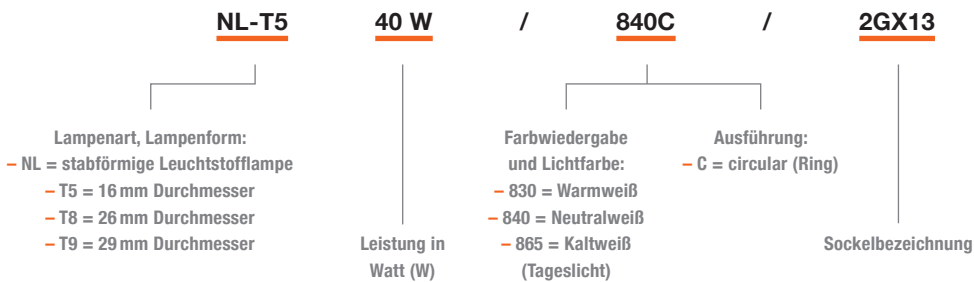 NL-T5 40 W / 840C / 2GX13
Lampenart, Lampenform:
– NL = stabförmige Leuchtstofflampe
– T5 = 16 mm Durchmesser
– T8 = 26 mm Durchmesser
– T9 = 29 mm Durchmesser
Leistung in
Watt (W)
Farbwiedergabe
und Lichtfarbe:
– 830 = Warmweiß
– 840 = Neutralweiß
– 865 = Kaltweiß
(Tageslicht)
Ausführung:
– C = circular (Ring)
Sockelbezeichnung